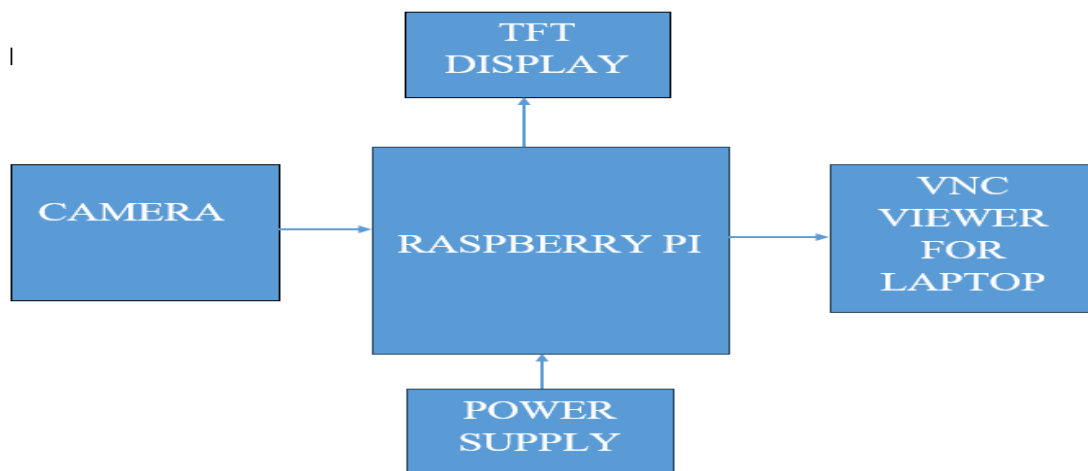 TFT
DISPLAY
CAMERA
RASPBERRY PI
VNC
VIEWER
FOR
LAPTOP
POWER
SUPPLY